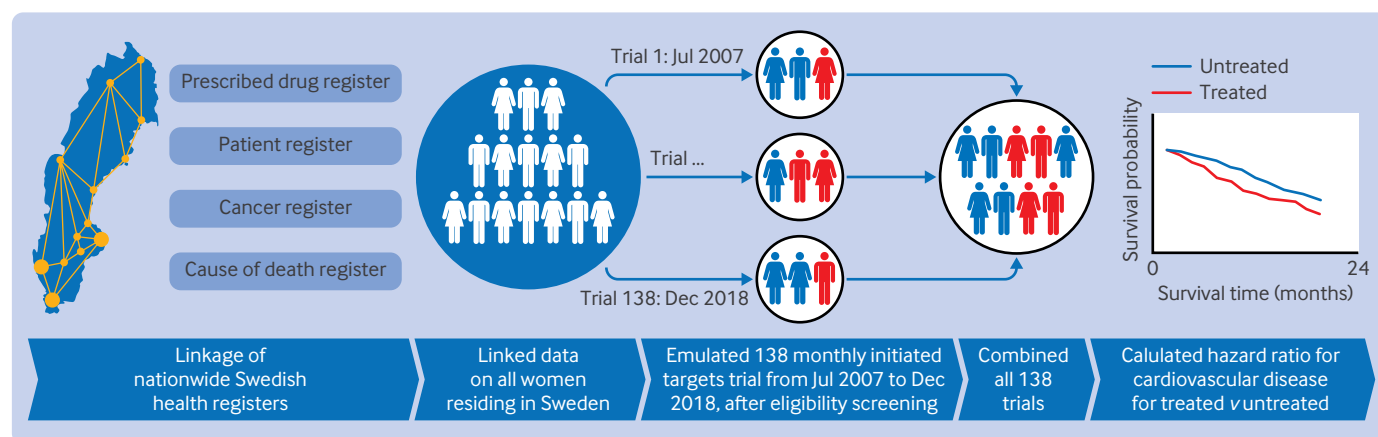 Prescribed drug register
Patient register
Cancer register
Cause of death register
Trial 1: Jul 2007
Trial ...
Trial 138: Dec 2018
Untreated
Treated
Survival probability
0
24
Survival time (months)
Linkage of
nationwide Swedish
health registers
Linked data
on all women
residing in Sweden
Emulated 138 monthly initiated
targets trial from Jul 2007 to Dec
2018, after eligibility screening
Combined
all 138
trials
Calulated hazard ratio for
cardiovascular disease
for treated v untreated